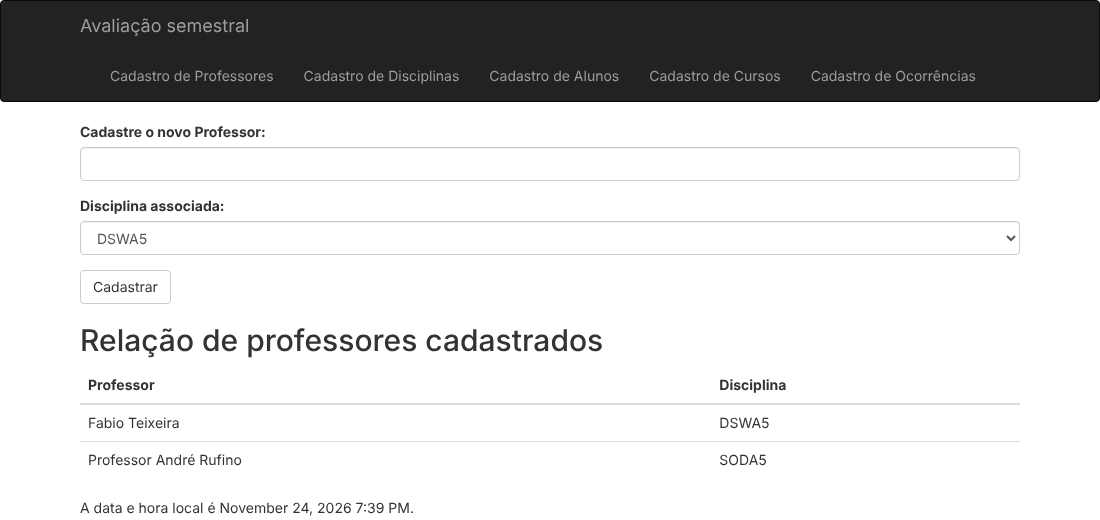 Avaliação semestral
Cadastro de Professores Cadastro de Disciplinas Cadastro de Alunos Cadastro de Cursos Cadastro de Ocorrências
Cadastre o novo Professor:
Disciplina associada:
DSWA5
Cadastrar
Relação de professores cadastrados
Professor Disciplina
Fabio Teixeira DSWA5
Professor André Rufino SODA5
A data e hora local é November 24, 2026 7:39 PM.